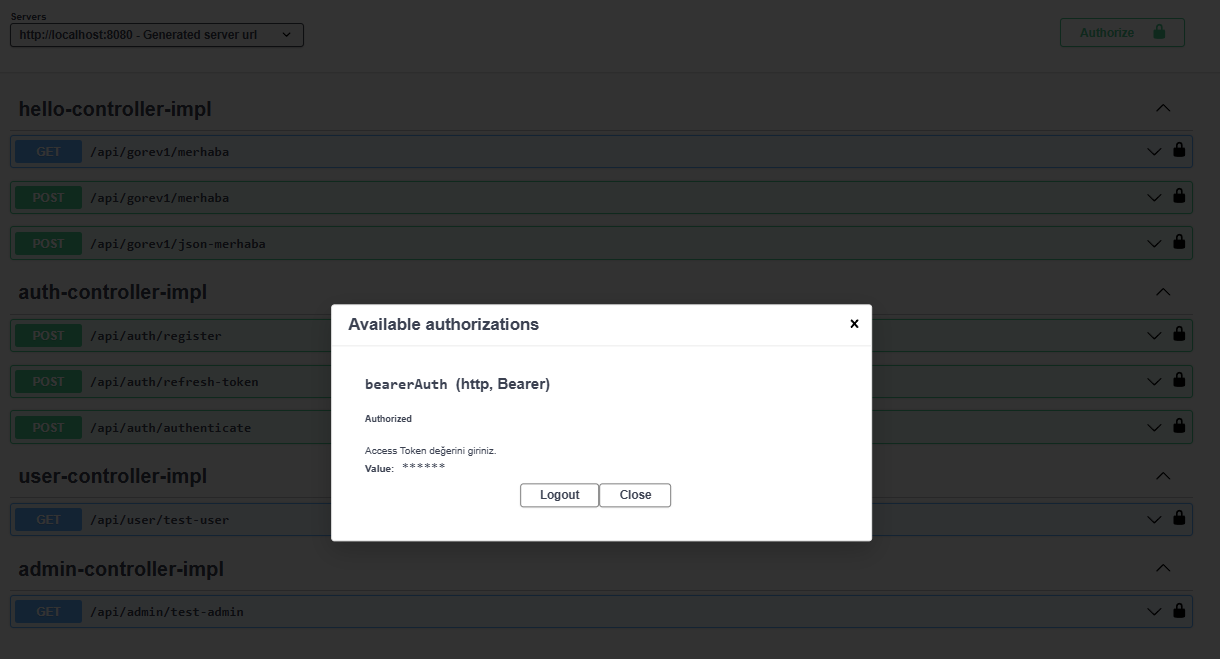 Servers
http://localhost:8080 - Generated server url
Authorize
hello-controller-impl
GET /api/gorev1/merhaba
POST /api/gorev1/merhaba
POST /api/gorev1/json-merhaba
auth-controller-impl
POST /api/auth/register
POST /api/auth/refresh-token
POST /api/auth/authenticate
user-controller-impl
GET /api/user/test-user
admin-controller-impl
GET /api/admin/test-admin
Available authorizations
bearerAuth (http, Bearer)
Authorized
Access Token değerini giriniz.
Value: ******
Logout Close